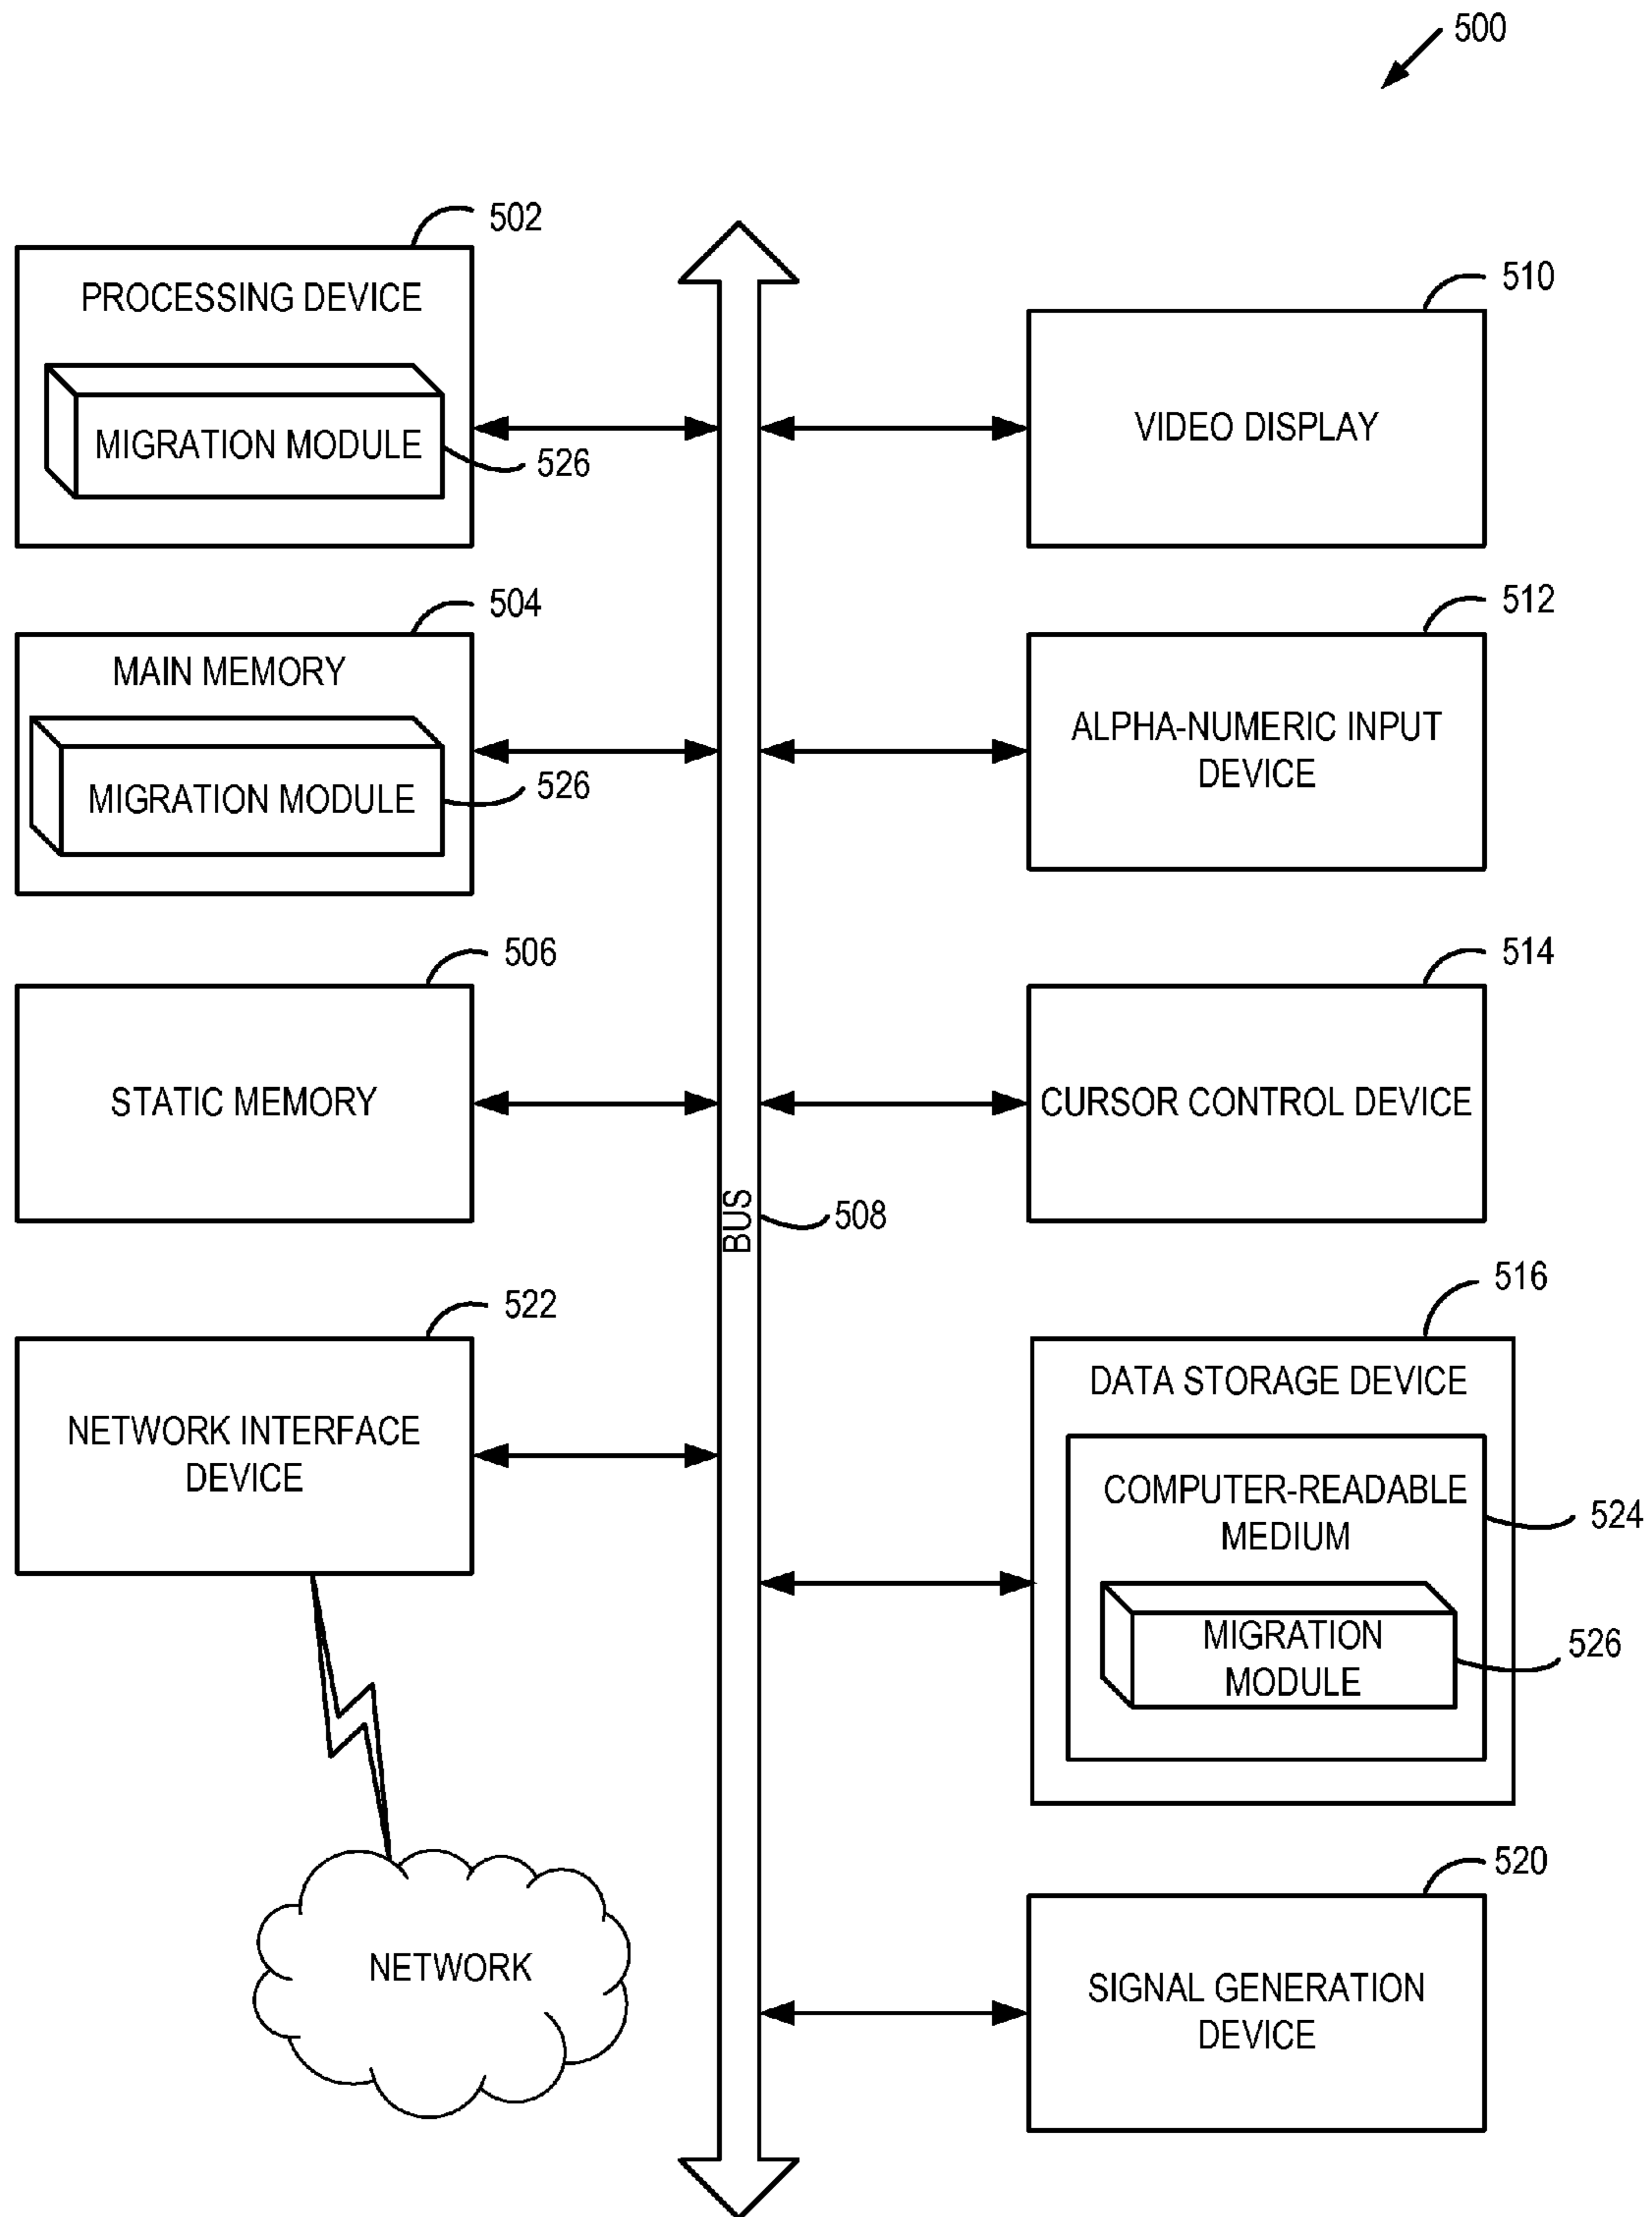 500
502
PROCESSING DEVICE
MIGRATION MODULE
526
504
MAIN MEMORY
MIGRATION MODULE
526
506
STATIC MEMORY
522
NETWORK INTERFACE
DEVICE
NETWORK
BUS
508
510
VIDEO DISPLAY
512
ALPHA-NUMERIC INPUT
DEVICE
514
CURSOR CONTROL DEVICE
516
DATA STORAGE DEVICE
COMPUTER-READABLE
MEDIUM
524
MIGRATION
MODULE
526
520
SIGNAL GENERATION
DEVICE